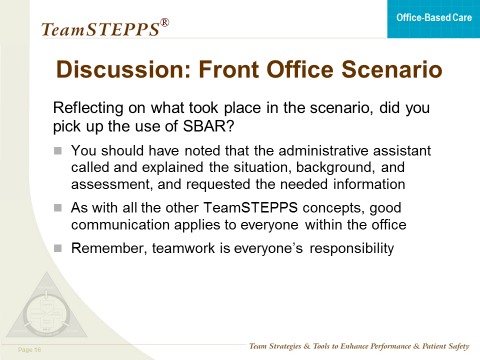 Office-Based Care
TeamSTEPPS®
Discussion: Front Office Scenario
Reflecting on what took place in the scenario, did you
pick up the use of SBAR?
You should have noted that the administrative assistant
called and explained the situation, background, and
assessment, and requested the needed information
As with all the other TeamSTEPPS concepts, good
communication applies to everyone within the office
Remember, teamwork is everyone's responsibility
Page 16
Team Strategies & Tools to Enhance Performance & Patient Safety